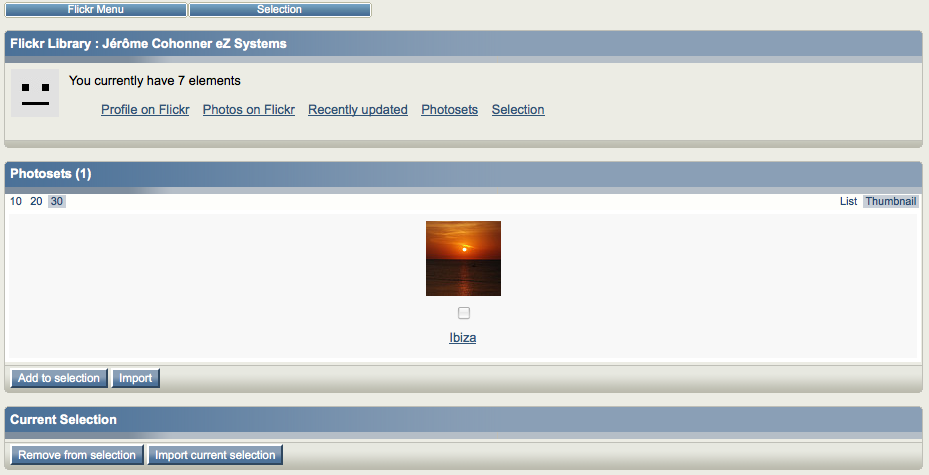 Flickr Menu Selection
Flickr Library : Jérôme Cohonner eZ Systems
You currently have 7 elements
Profile on Flickr Photos on Flickr Recently updated Photosets Selection
Photosets (1)
10 20 30 List Thumbnail
Ibiza
Add to selection Import
Current Selection
Remove from selection Import current selection